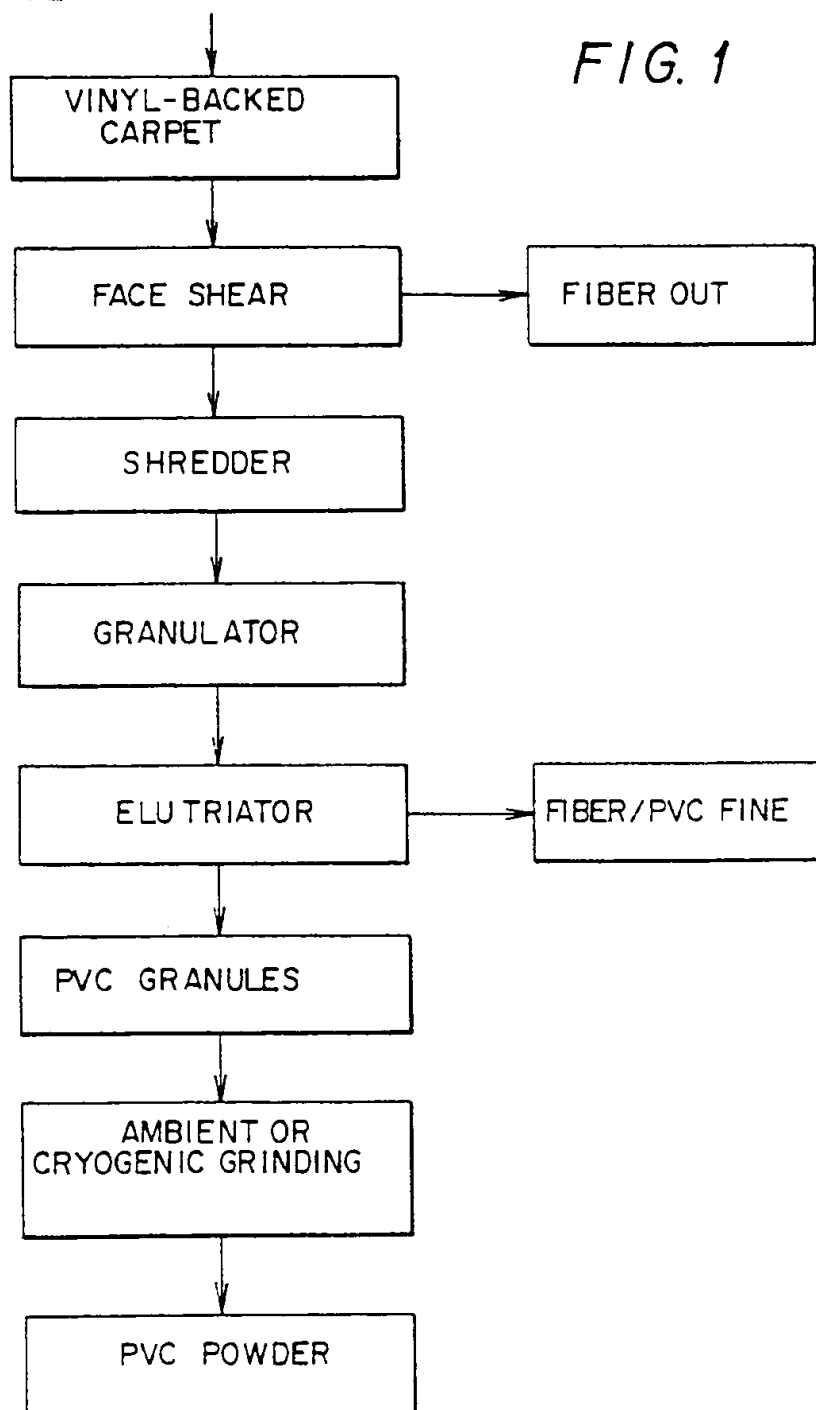 FIG. 1
VINYL-BACKED
CARPET
FACE SHEAR
FIBER OUT
SHREDDER
GRANULATOR
ELUTRIATOR
FIBER/PVC FINE
PVC GRANULES
AMBIENT OR
CRYOGENIC GRINDING
PVC POWDER